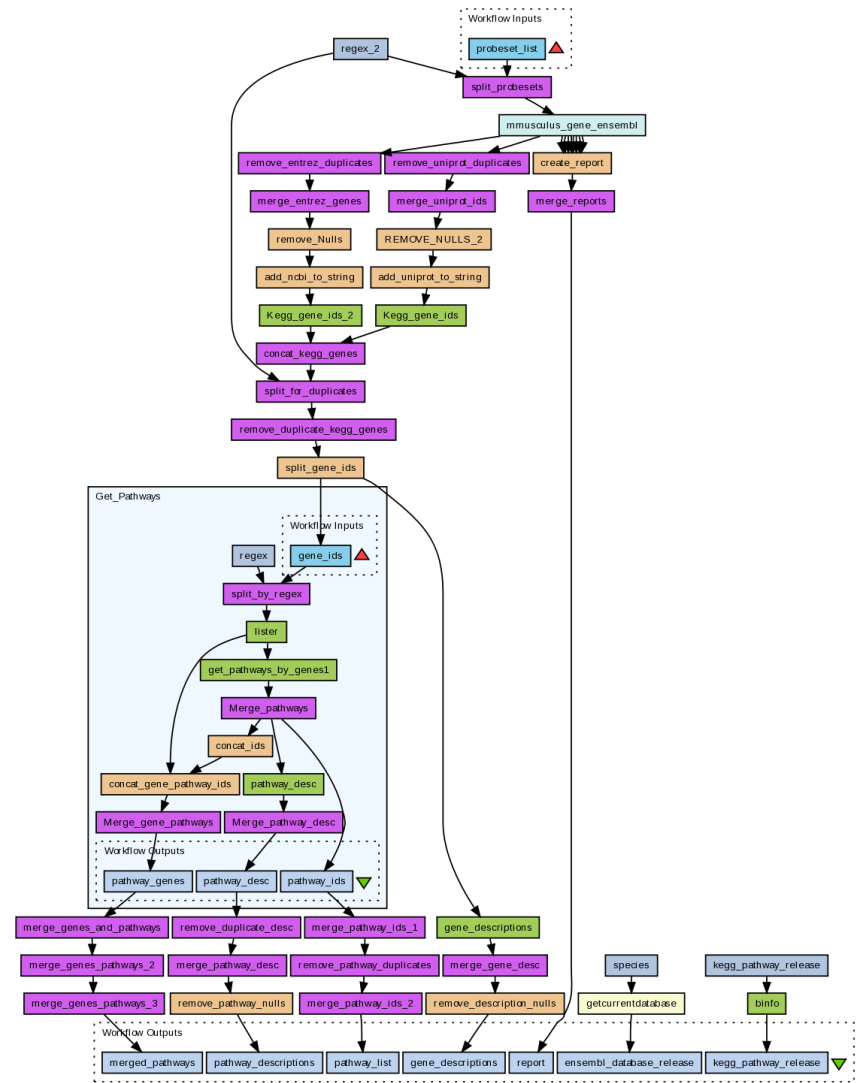 Workflow Inputs
regex_2
probeset_list
split_probesets
mmusculus_gene_ensembl
remove_entrez_duplicates
remove_uniprot_duplicates
create_report
merge_entrez_genes
merge_uniprot_ids
merge_reports
remove_Nulls
REMOVE_NULLS_2
add_ncbi_to_string
add_uniprot_to_string
Kegg_gene_ids_2
Kegg_gene_ids
concat_kegg_genes
split_for_duplicates
remove_duplicate_kegg_genes
split_gene_ids
Get_Pathways
Workflow Inputs
regex
gene_ids
split_by_regex
lister
get_pathways_by_genes1
Merge_pathways
concat_ids
concat_gene_pathway_ids
pathway_desc
Merge_gene_pathways
Merge_pathway_desc
Workflow Outputs
pathway_genes
pathway_desc
pathway_ids
merge_genes_and_pathways
remove_duplicate_desc
merge_pathway_ids_1
gene_descriptions
merge_genes_pathways_2
merge_pathway_desc
remove_pathway_duplicates
merge_gene_desc
species
kegg_pathway_release
merge_genes_pathways_3
remove_pathway_nulls
merge_pathway_ids_2
remove_description_nulls
getcurrentdatabase
binfo
Workflow Outputs
merged_pathways
pathway_descriptions
pathway_list
gene_descriptions
report
ensembl_database_release
kegg_pathway_release